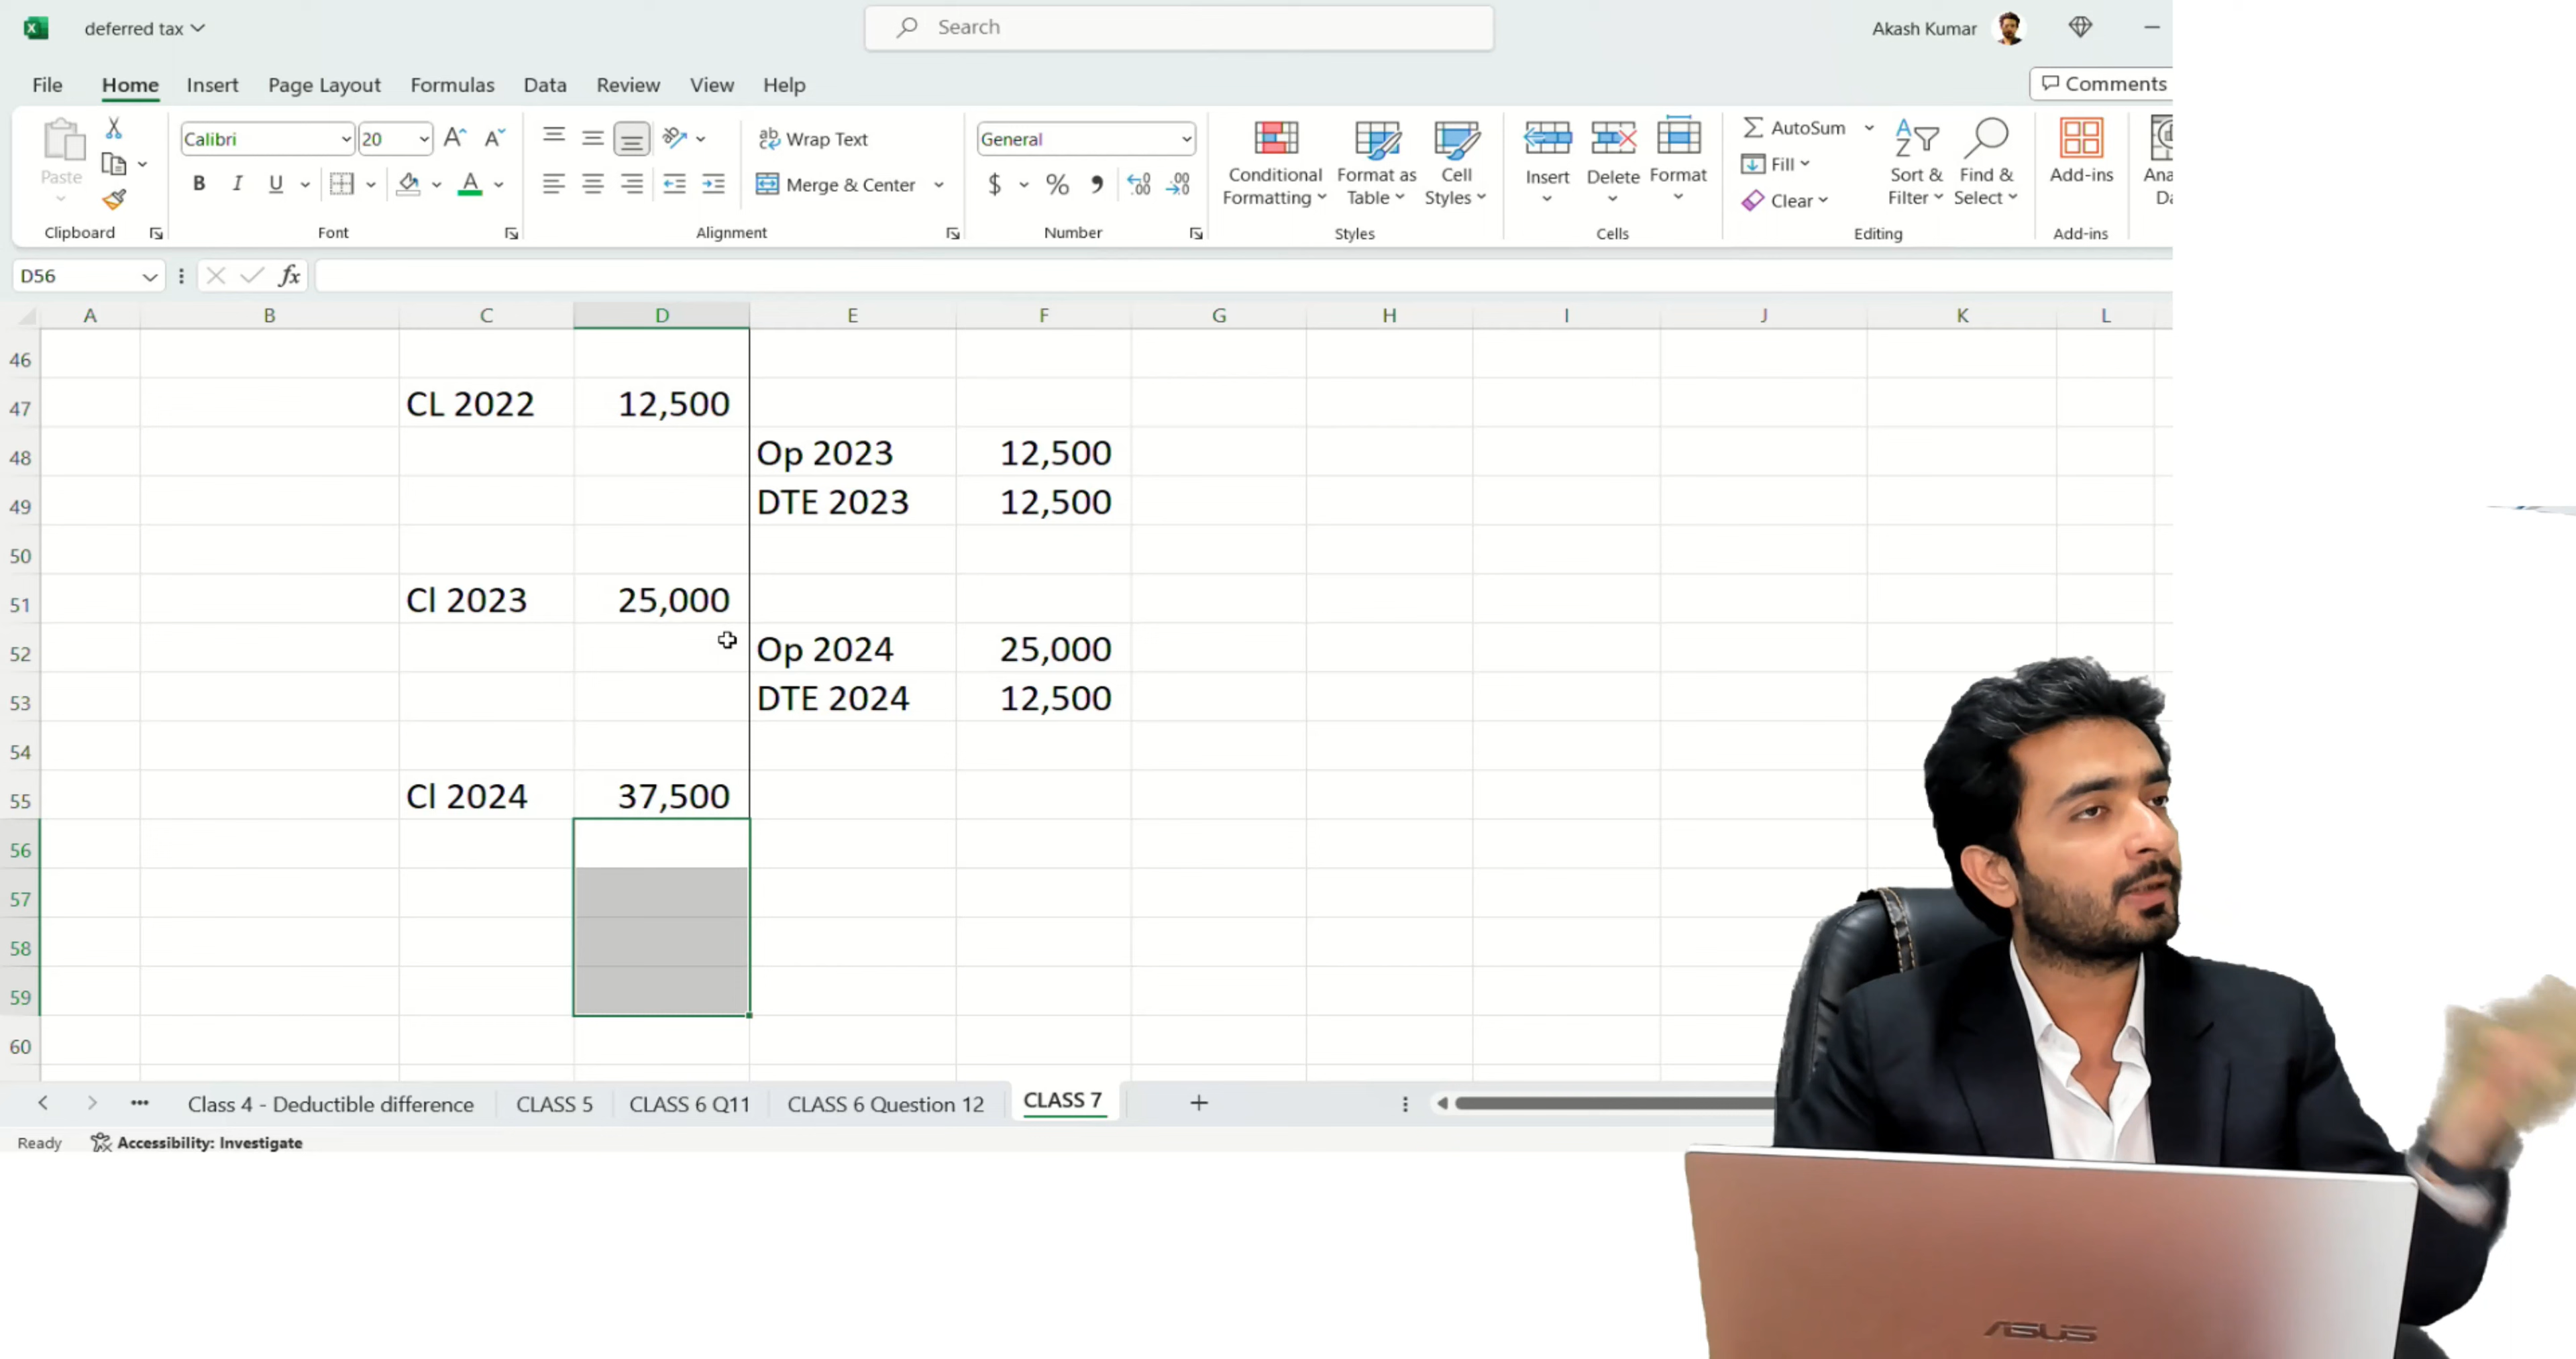 deferred tax
Search
Akash Kumar
File Home Insert Page Layout Formulas Data Review View Help
Comments
Paste
Clipboard
Calibri 20
B I U
Font
Wrap Text
Merge & Center
Alignment
General
$ % ,
Number
Conditional Formatting
Format as Table
Cell Styles
Styles
Insert Delete Format
Cells
AutoSum
Fill
Clear
Sort & Filter
Find & Select
Editing
Add-ins
Add-ins
D56 fx
A B C D E F G H I J K L
46
47 CL 2022 12,500
48 Op 2023 12,500
49 DTE 2023 12,500
50
51 Cl 2023 25,000
52 Op 2024 25,000
53 DTE 2024 12,500
54
55 Cl 2024 37,500
56
57
58
59
60
Class 4 - Deductible difference CLASS 5 CLASS 6 Q11 CLASS 6 Question 12 CLASS 7
Ready Accessibility: Investigate
ASUS